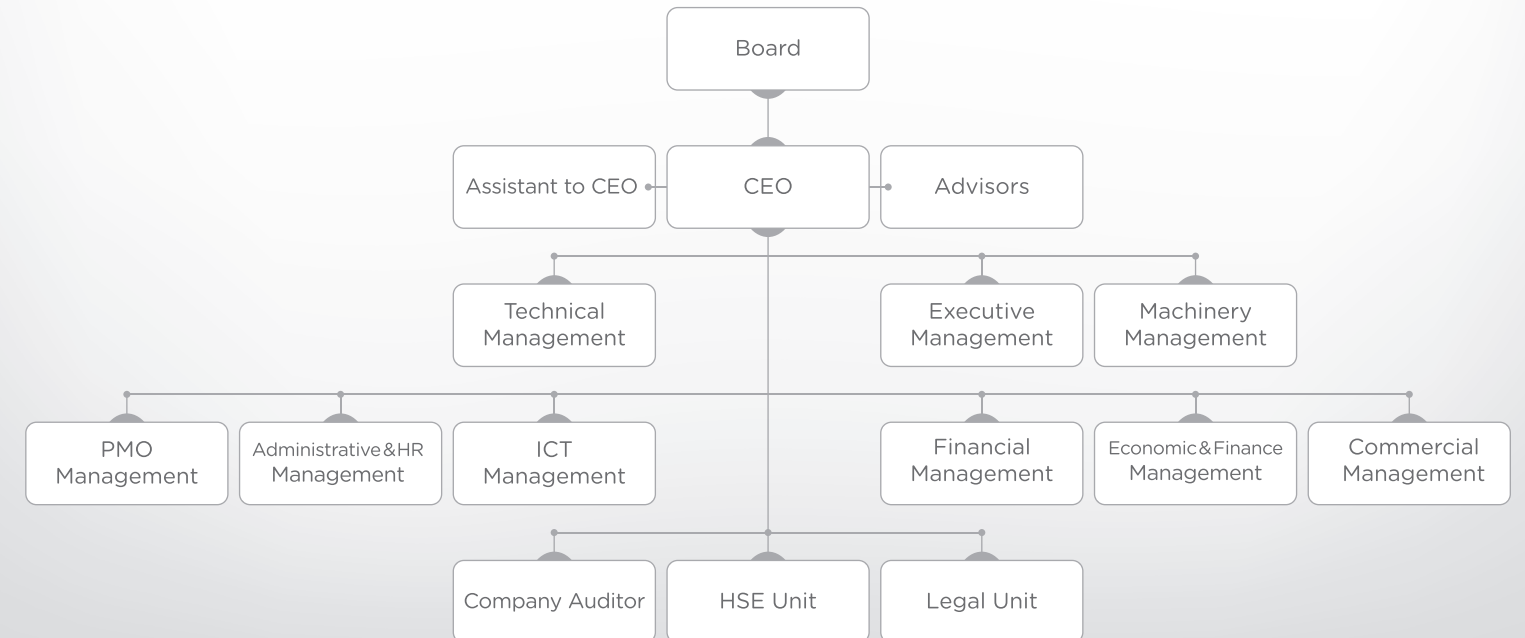 Board
Assistant to CEO
CEO
Advisors
Technical
Management
Executive
Management
Machinery
Management
PMO
Management
Administrative & HR
Management
ICT
Management
Financial
Management
Economic & Finance
Management
Commercial
Management
Company Auditor
HSE Unit
Legal Unit